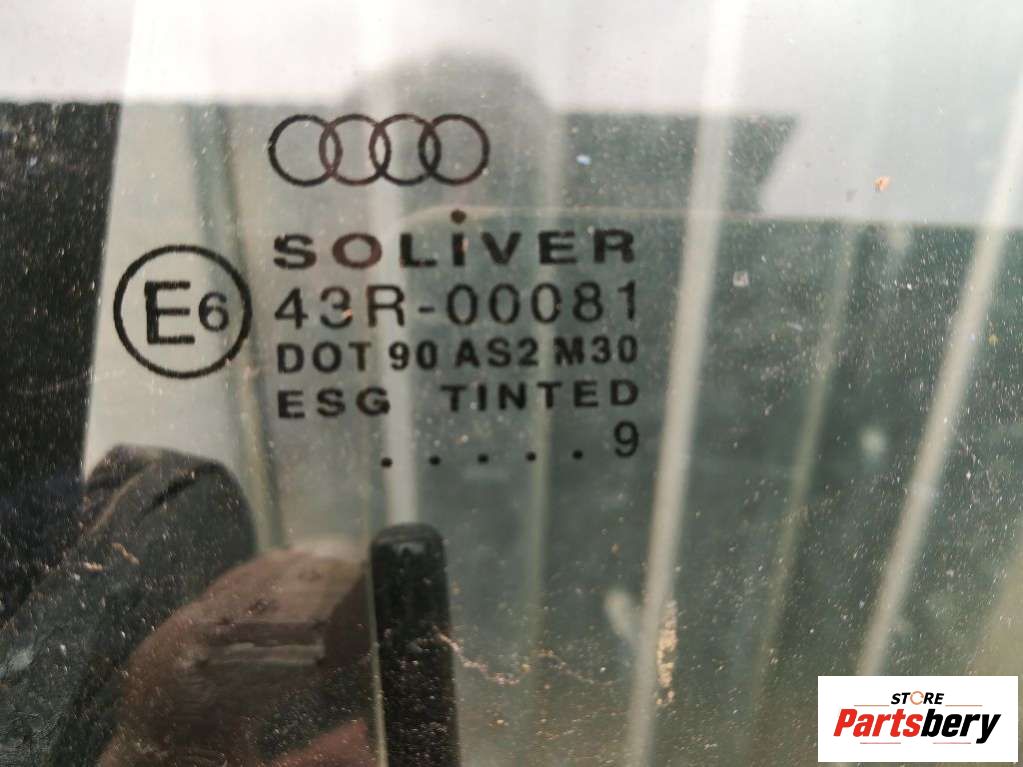 SOLiVER
E6
43R-00081
DOT 90 AS2 M30
ESG TINTED
. . . . . 9
STORE
Partsbery